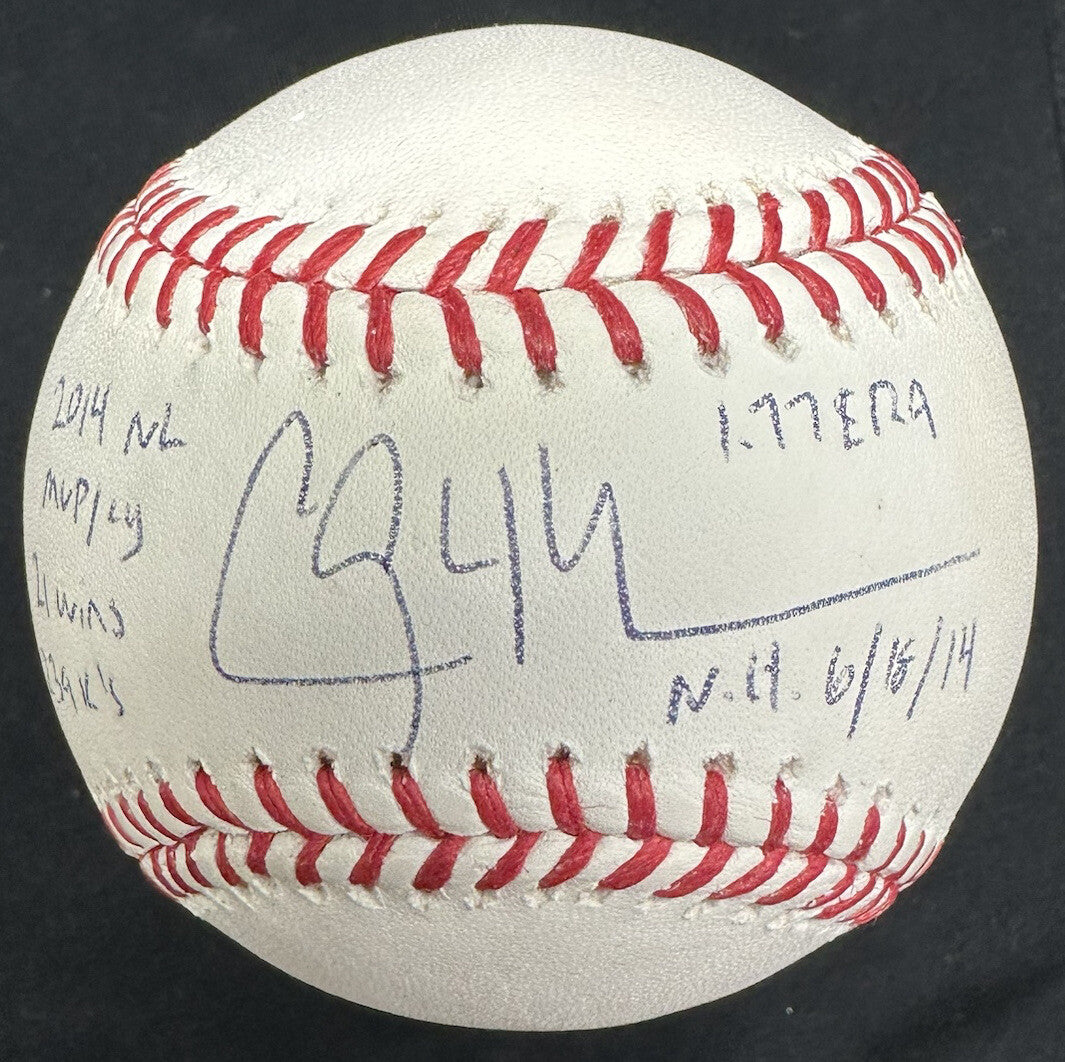 2014 NL
MVP/CY
21 WINS
239 K'S
1.77 ERA
N.H. 6/18/14